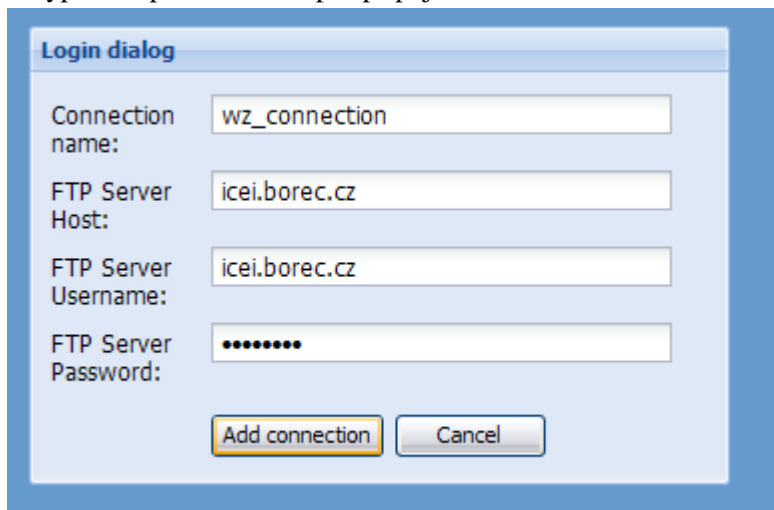 Login dialog
Connection name:
wz_connection
FTP Server Host:
icei.borec.cz
FTP Server Username:
icei.borec.cz
FTP Server Password:
••••••••
Add connection
Cancel